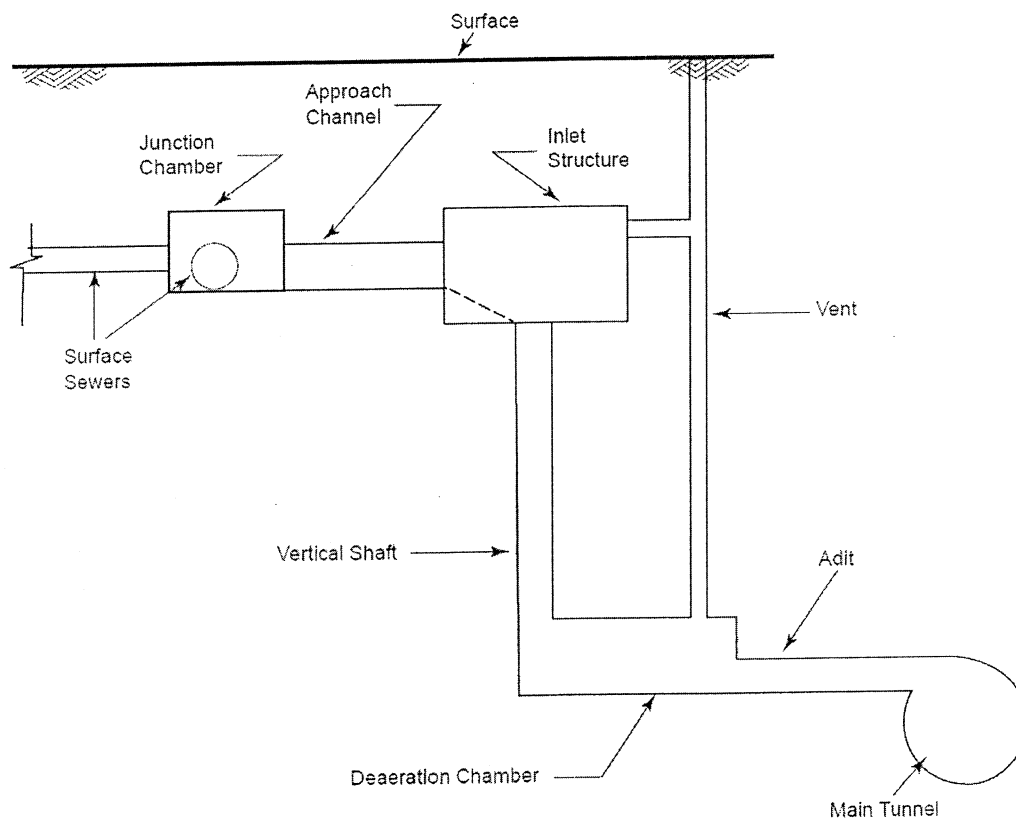 Surface
Approach
Channel
Junction
Chamber
Inlet
Structure
Vent
Surface
Sewers
Vertical Shaft
Adit
Deaeration Chamber
Main Tunnel